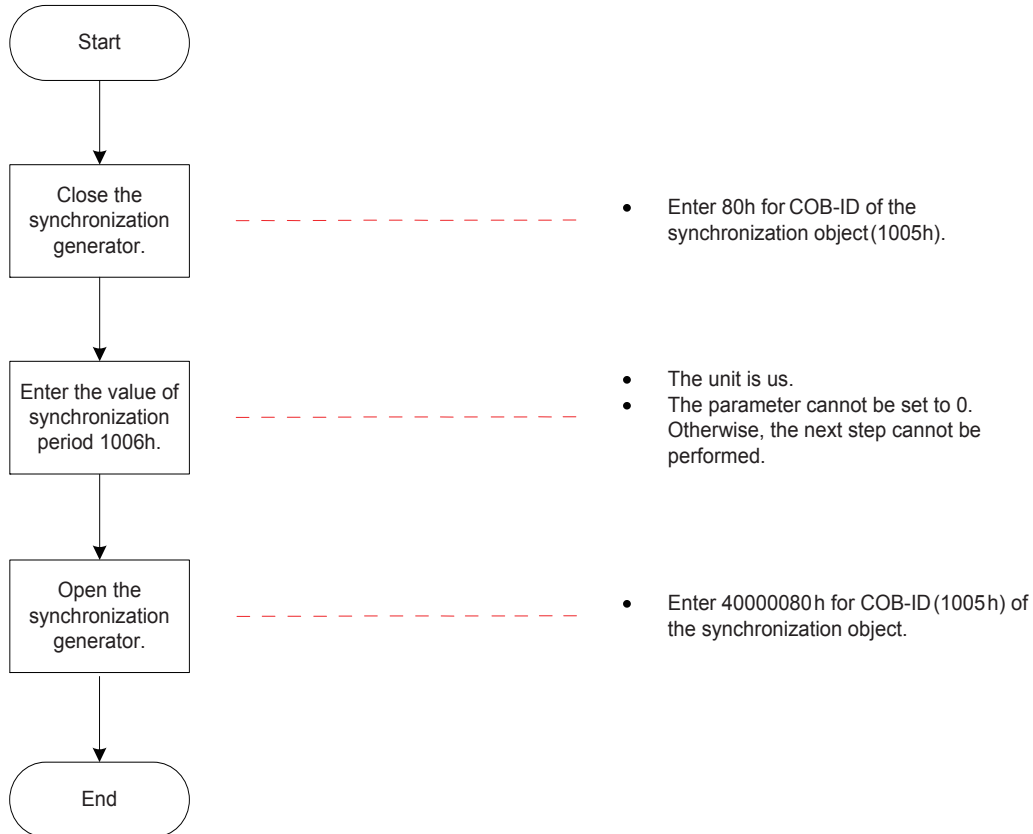 Start
Close the
synchronization
generator.
• Enter 80h for COB-ID of the
synchronization object (1005h).
Enter the value of
synchronization
period 1006h.
• The unit is us.
• The parameter cannot be set to 0.
Otherwise, the next step cannot be
performed.
Open the
synchronization
generator.
• Enter 40000080h for COB-ID (1005h) of
the synchronization object.
End